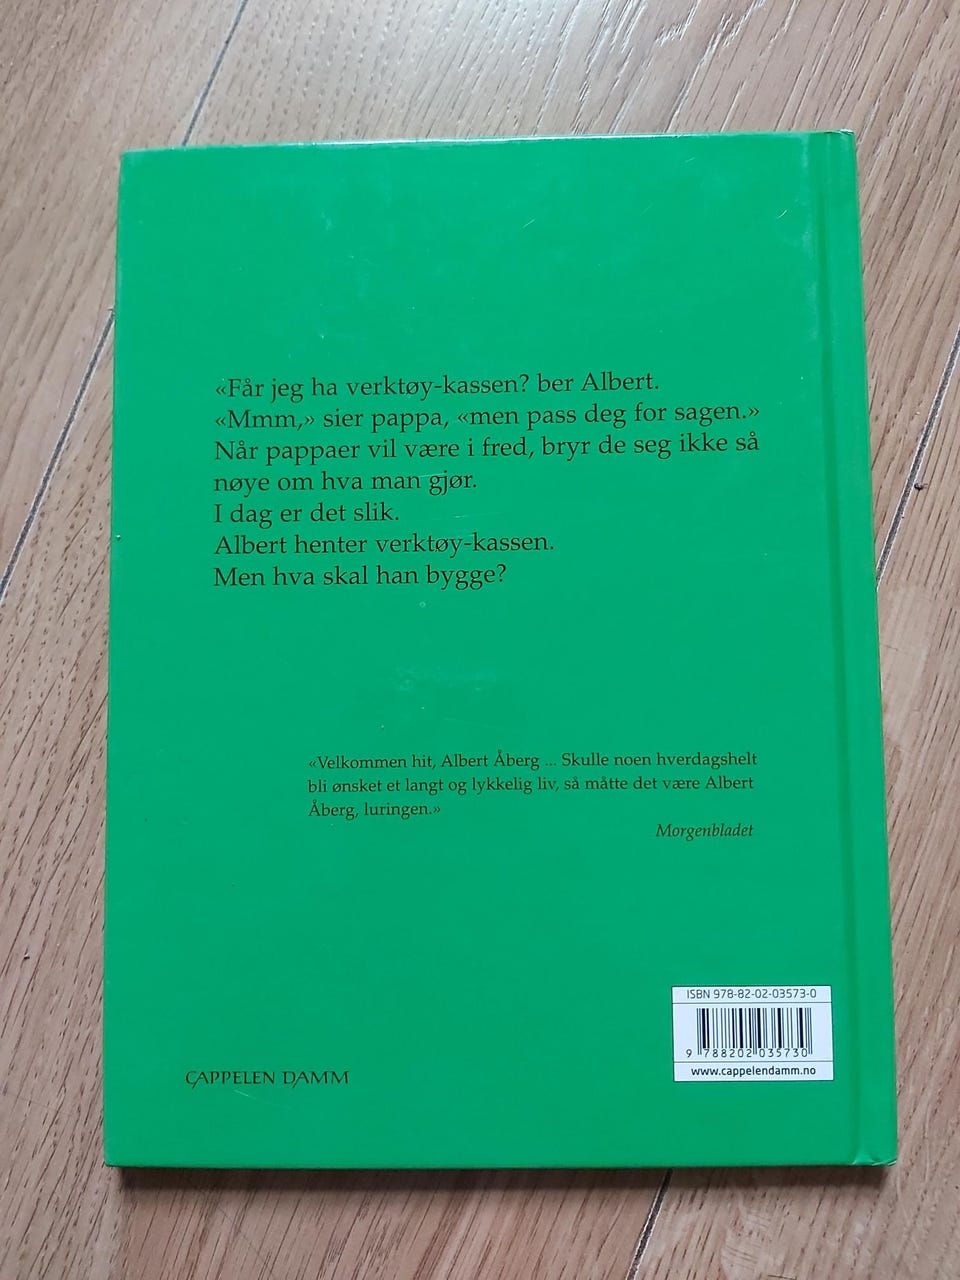 «Får jeg ha verktøy-kassen? ber Albert.
«Mmm,» sier pappa, «men pass deg for sagen.»
Når pappaer vil være i fred, bryr de seg ikke så
nøye om hva man gjør.
I dag er det slik.
Albert henter verktøy-kassen.
Men hva skal han bygge?
«Velkommen hit, Albert Åberg ... Skulle noen hverdagshelt
bli ønsket et langt og lykkelig liv, så måtte det være Albert
Åberg, luringen.»
Morgenbladet
ISBN 978-82-02-03573-0
9 788202 035730
www.cappelendamm.no
CAPPELEN DAMM